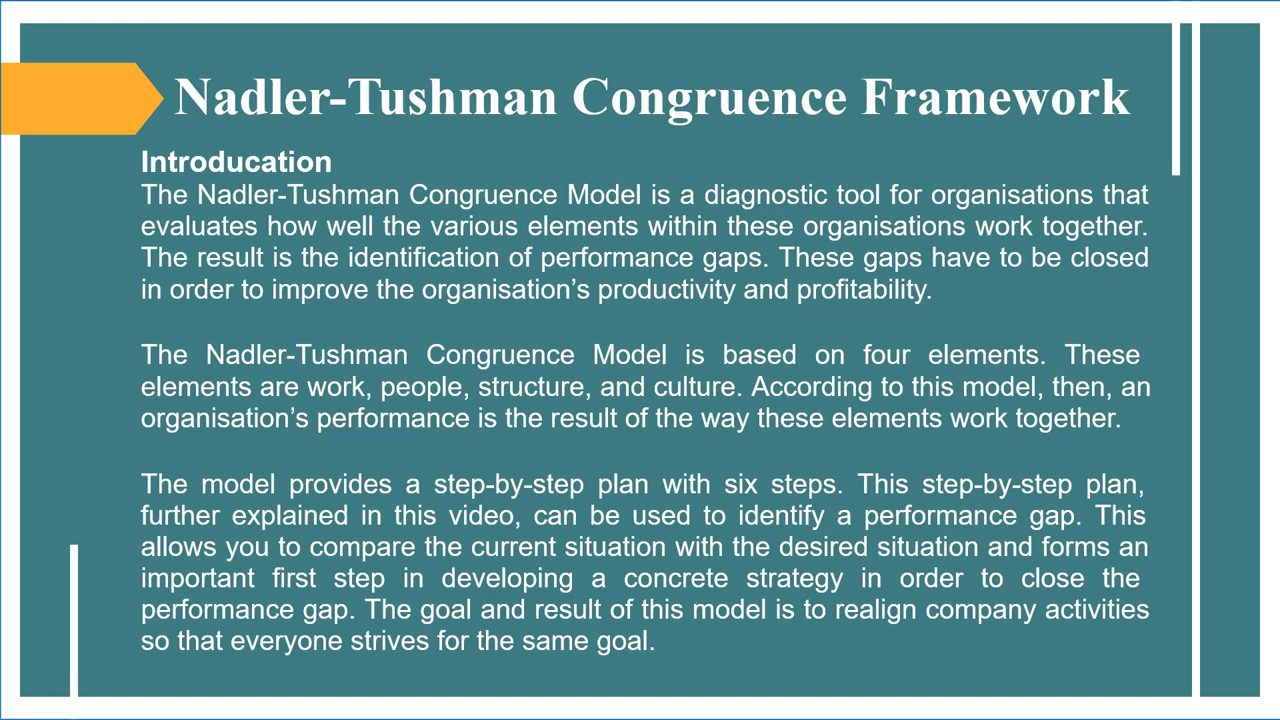 Nadler-Tushman Congruence Framework
Introducation
The Nadler-Tushman Congruence Model is a diagnostic tool for organisations that
evaluates how well the various elements within these organisations work together.
The result is the identification of performance gaps. These gaps have to be closed
in order to improve the organisation’s productivity and profitability.
The Nadler-Tushman Congruence Model is based on four elements. These
elements are work, people, structure, and culture. According to this model, then, an
organisation’s performance is the result of the way these elements work together.
The model provides a step-by-step plan with six steps. This step-by-step plan,
further explained in this video, can be used to identify a performance gap. This
allows you to compare the current situation with the desired situation and forms an
important first step in developing a concrete strategy in order to close the
performance gap. The goal and result of this model is to realign company activities
so that everyone strives for the same goal.